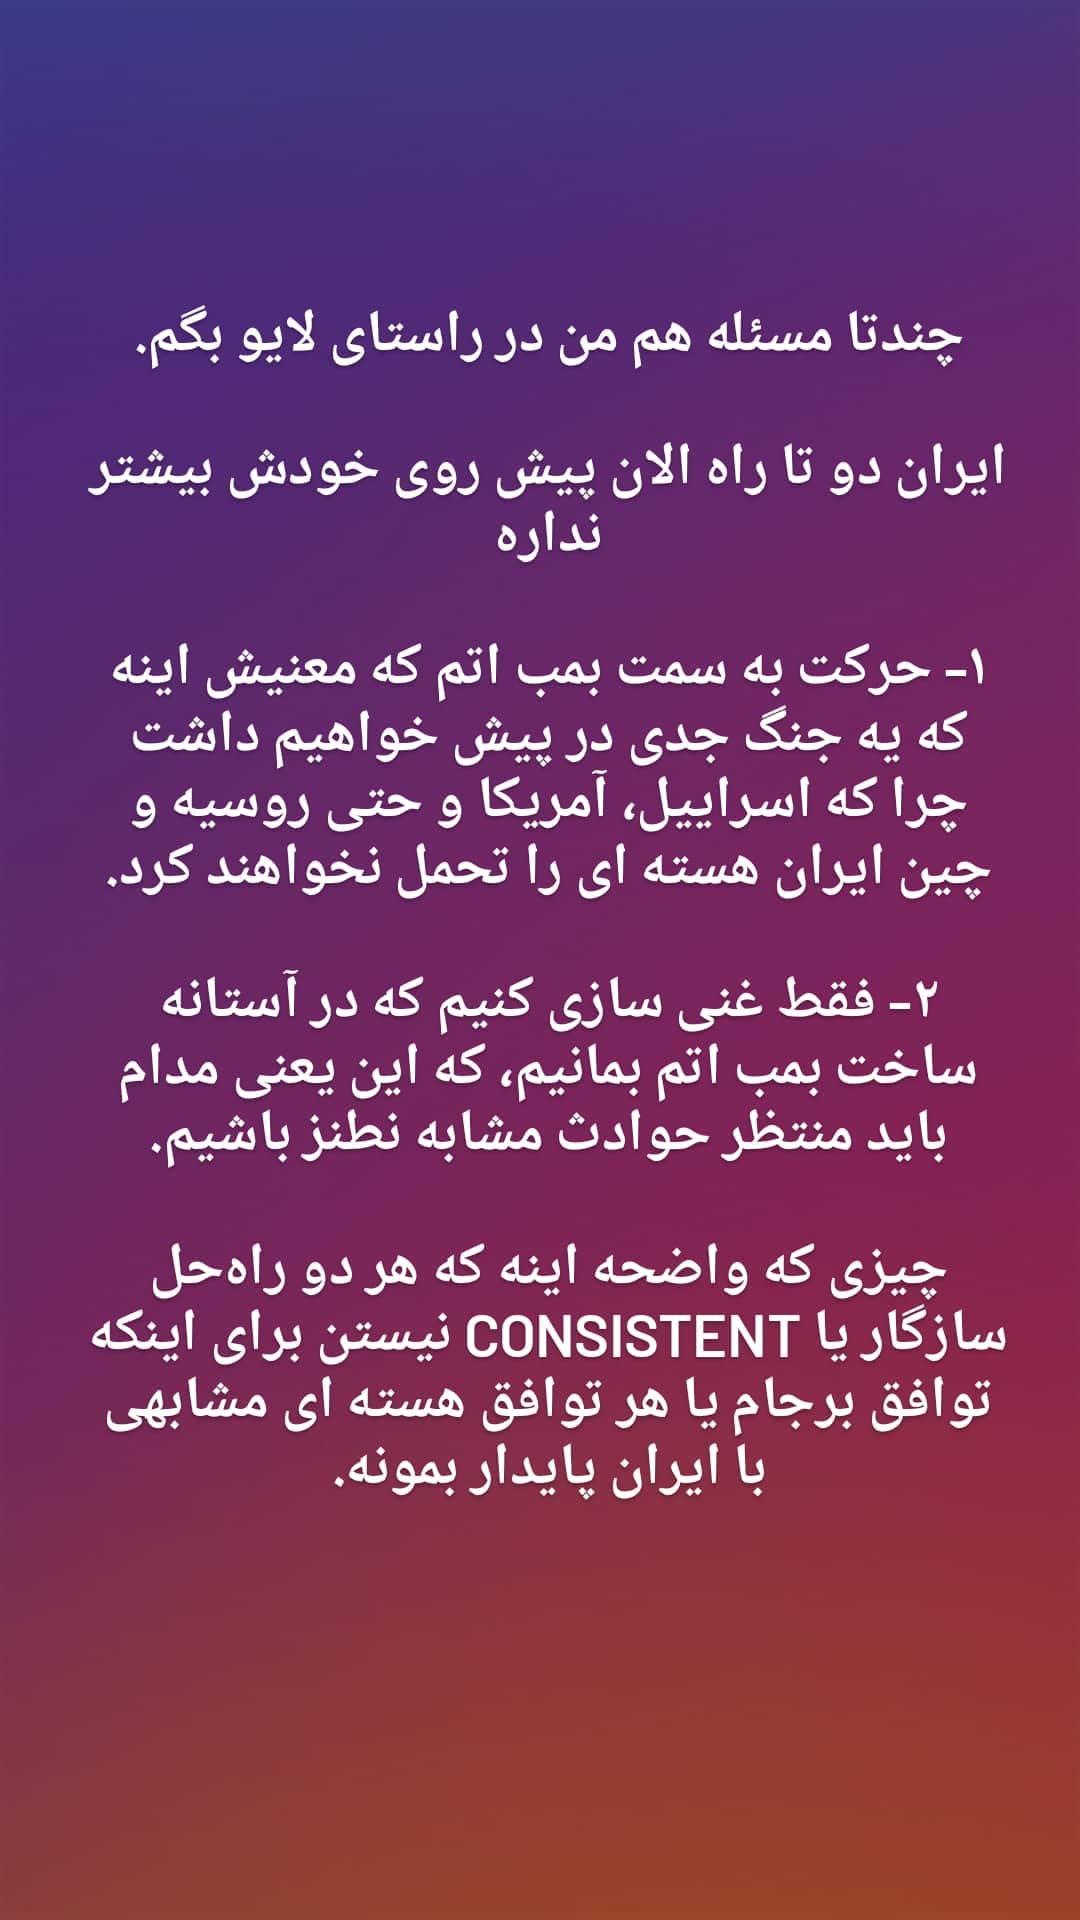 چندتا مسئله هم من در راستای لایو بگم.
ایران دو تا راه الان پیش روی خودش بیشتر
نداره
۱- حرکت به سمت بمب اتم که معنیش اینه
که یه جنگ جدی در پیش خواهیم داشت
چرا که اسراییل، آمریکا و حتی روسیه و
چین ایران هسته ای را تحمل نخواهند کرد.
۲- فقط غنی سازی کنیم که در آستانه
ساخت بمب اتم بمانیم، که این یعنی مدام
باید منتظر حوادث مشابه نطنز باشیم.
چیزی که واضحه اینه که هر دو راه‌حل
سازگار یا CONSISTENT نیستن برای اینکه
توافق برجام یا هر توافق هسته ای مشابهی
با ایران پایدار بمونه.